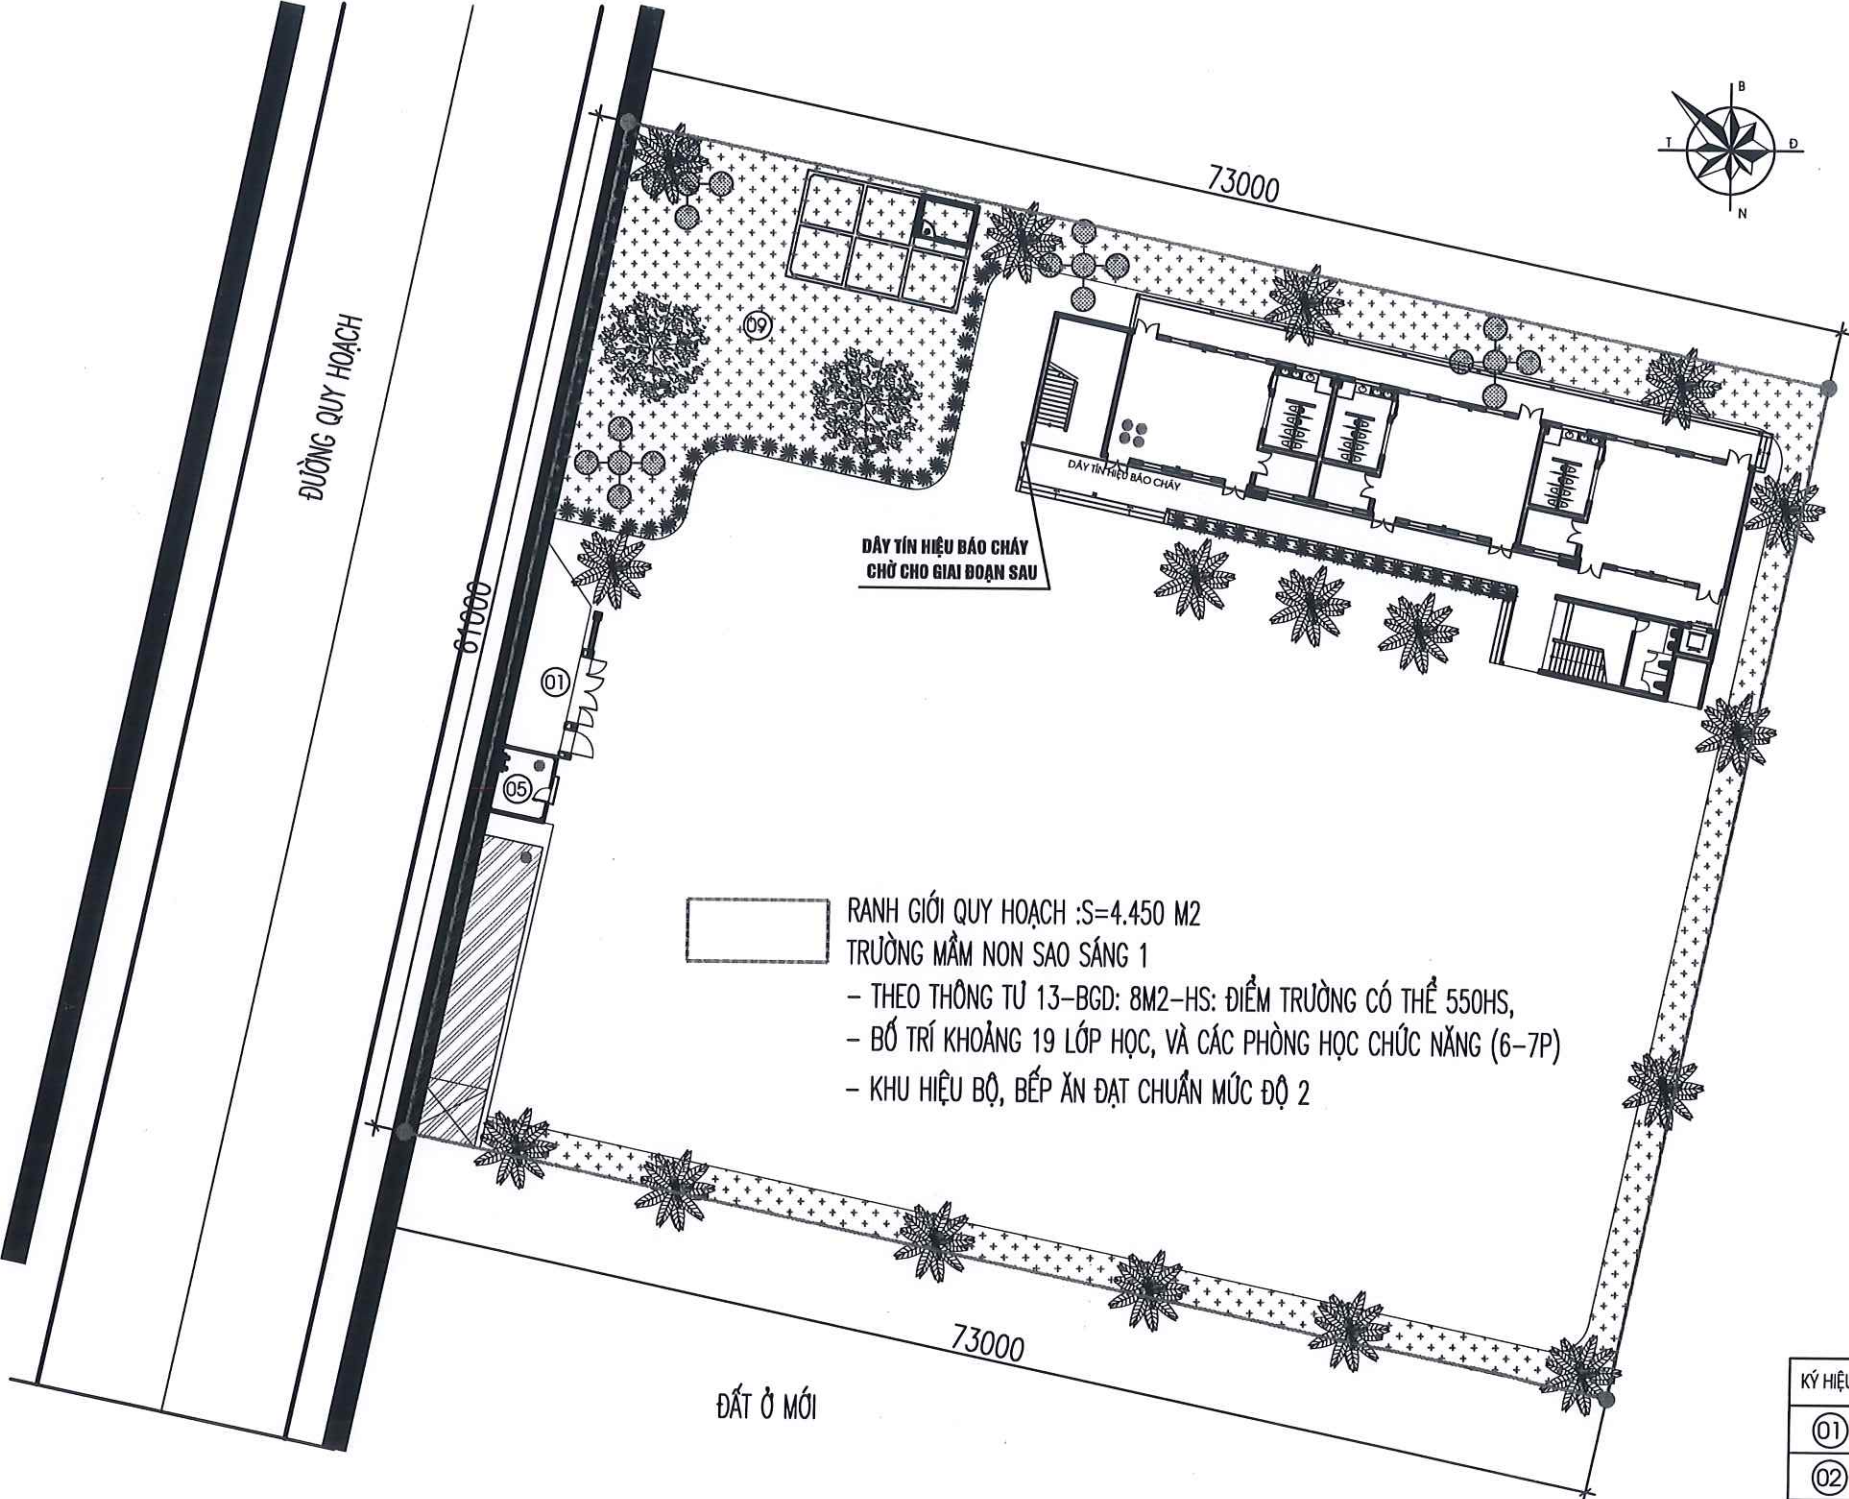 B
T
Đ
N
73000
ĐƯỜNG QUY HOẠCH
09
DÂY TÍN HIỆU BÁO CHÁY
DÂY TÍN HIỆU BÁO CHÁY
CHỜ CHO GIAI ĐOẠN SAU
61000
01
05
RANH GIỚI QUY HOẠCH :S=4.450 M2
TRƯỜNG MẦM NON SAO SÁNG 1
– THEO THÔNG TƯ 13–BGD: 8M2–HS: ĐIỂM TRƯỜNG CÓ THỂ 550HS,
– BỐ TRÍ KHOẢNG 19 LỚP HỌC, VÀ CÁC PHÒNG HỌC CHỨC NĂNG (6–7P)
– KHU HIỆU BỘ, BẾP ĂN ĐẠT CHUẨN MỨC ĐỘ 2
73000
ĐẤT Ở MỚI
KÝ HIỆU
01
02